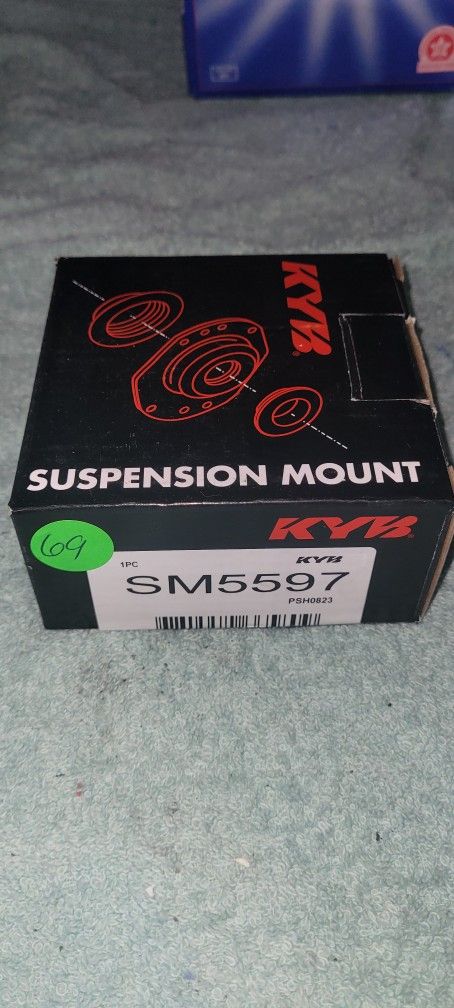 KYB®
SUSPENSION MOUNT
KYB®
69
1PC
KYB
SM5597
PSH0823